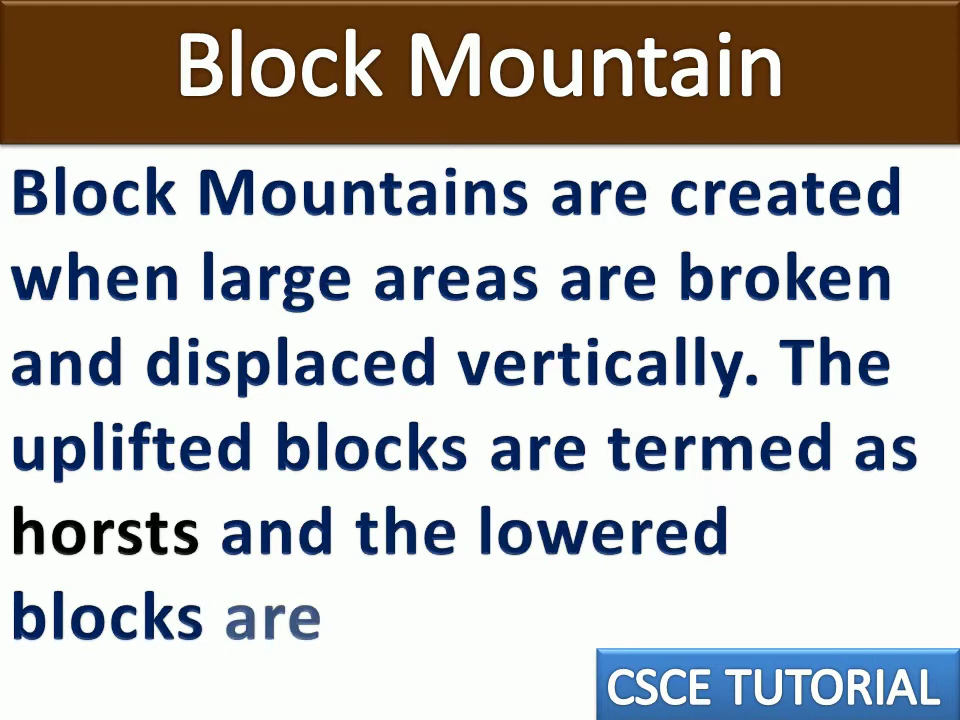 Block Mountain
Block Mountains are created
when large areas are broken
and displaced vertically. The
uplifted blocks are termed as
horsts and the lowered
blocks are
CSCE TUTORIAL